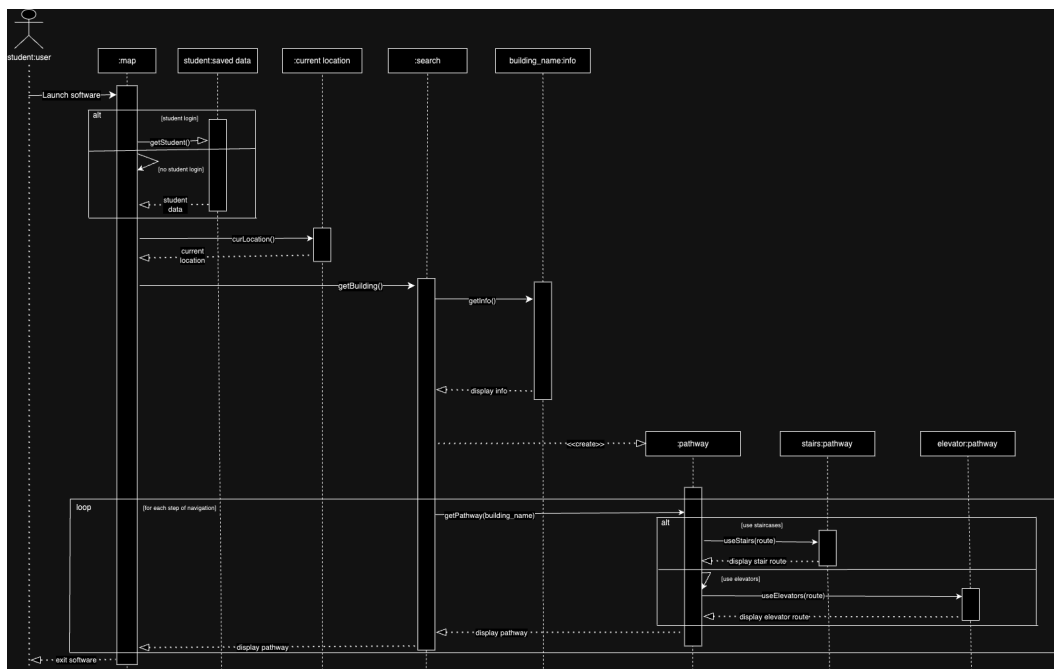 student:user
:map
student:saved data
:current location
:search
building_name:info
Launch software
alt
[student login]
getStudent()
[no student login]
student
data
curLocation()
current
location
getBuilding()
getInfo()
display info
<<create>>
:pathway
stairs:pathway
elevator:pathway
loop
[for each step of navigation]
getPathway(building_name)
alt
[use staircases]
useStairs(route)
display stair route
[use elevators]
useElevators(route)
display elevator route
display pathway
display pathway
exit software